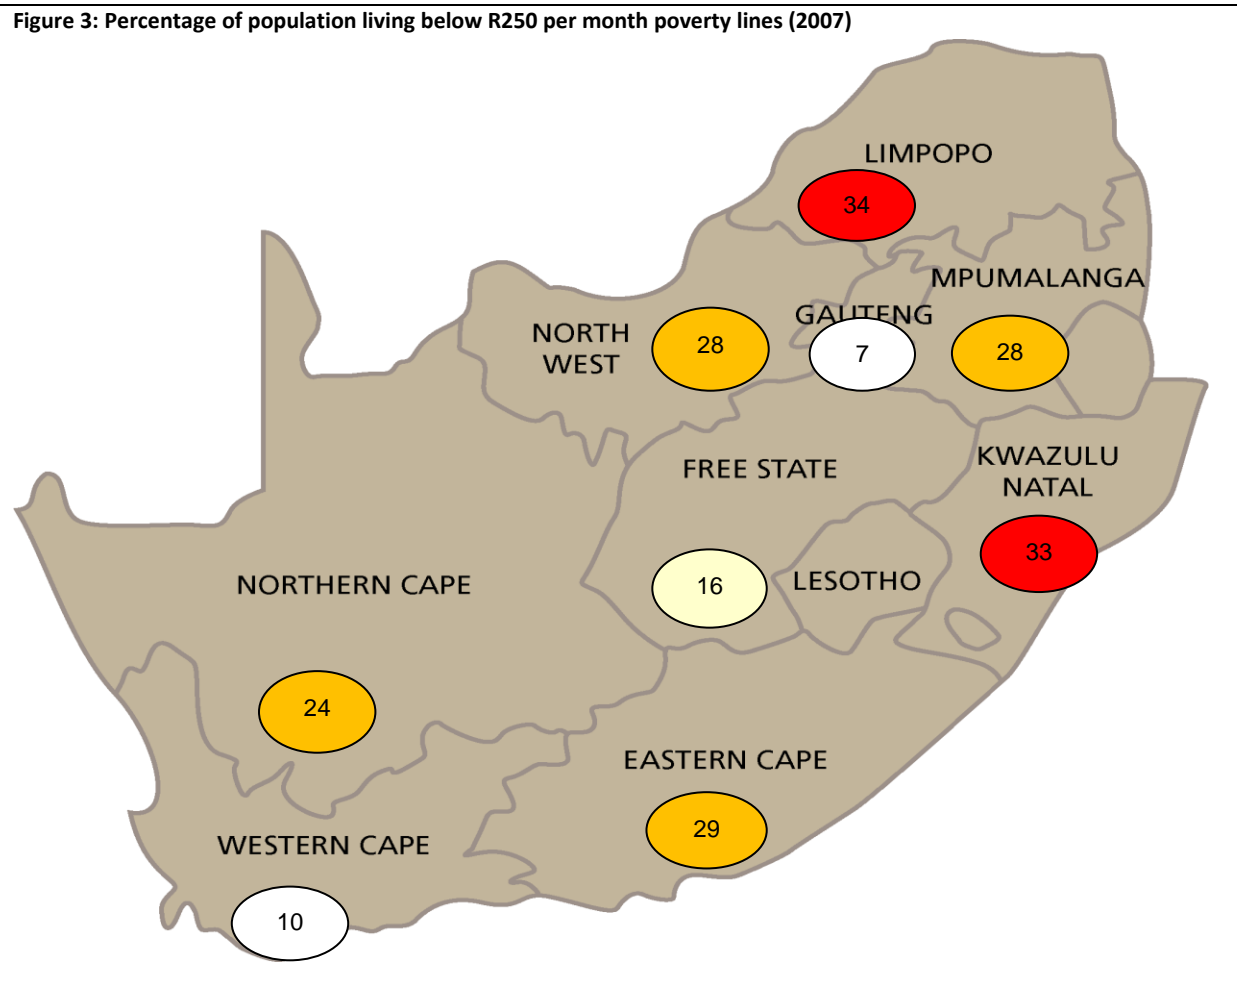 Figure 3: Percentage of population living below R250 per month poverty lines (2007)
LIMPOPO
34
MPUMALANGA
GAUTENG
NORTH
WEST
28
7
28
FREE STATE
KWAZULU
NATAL
33
NORTHERN CAPE
16
LESOTHO
24
EASTERN CAPE
29
WESTERN CAPE
10